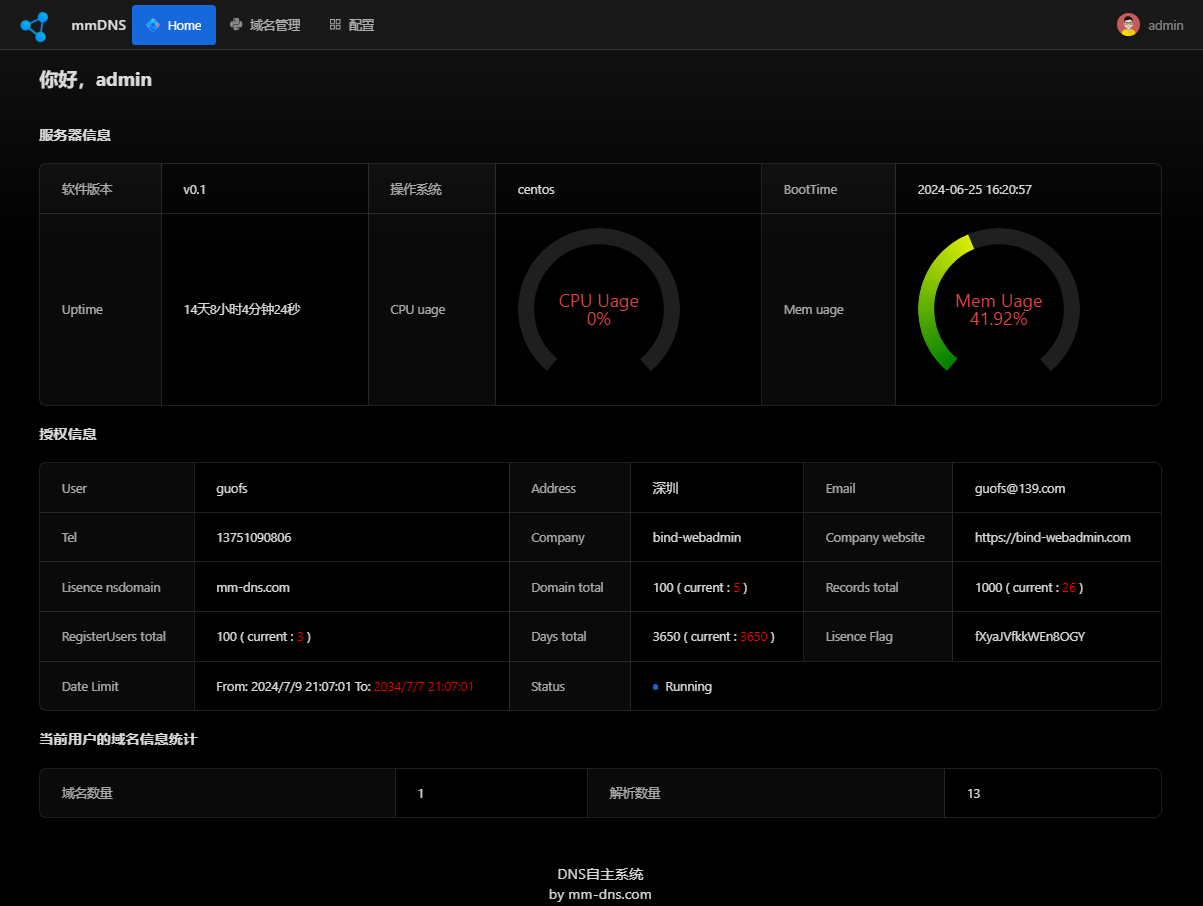 mmDNS Home 域名管理 配置 admin
你好，admin
服务器信息
软件版本 v0.1 操作系统 centos BootTime 2024-06-25 16:20:57
Uptime 14天8小时4分钟24秒 CPU uage CPU Uage Mem uage Mem Uage
0% 41.92%
授权信息
User guofs Address 深圳 Email guofs@139.com
Tel 13751090806 Company bind-webadmin Company website https://bind-webadmin.com
Lisence nsdomain mm-dns.com Domain total 100 ( current : 5 ) Records total 1000 ( current : 26 )
RegisterUsers total 100 ( current : 3 ) Days total 3650 ( current : 3650 ) Lisence Flag fXyaJVfkkWEn8OGY
Date Limit From: 2024/7/9 21:07:01 To: 2034/7/7 21:07:01 Status Running
当前用户的域名信息统计
域名数量 1 解析数量 13
DNS自主系统
by mm-dns.com